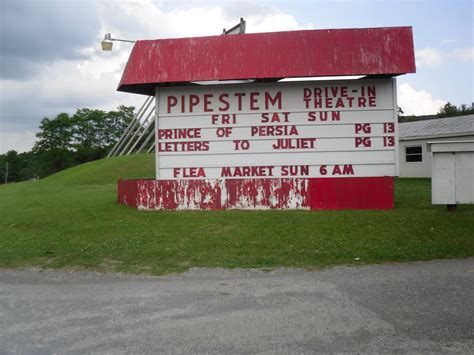 PIPESTEM DRIVE-IN THEATRE
FRI SAT SUN
PRINCE OF PERSIA PG 13
LETTERS TO JULIET PG 13
FLEA MARKET SUN 6 AM